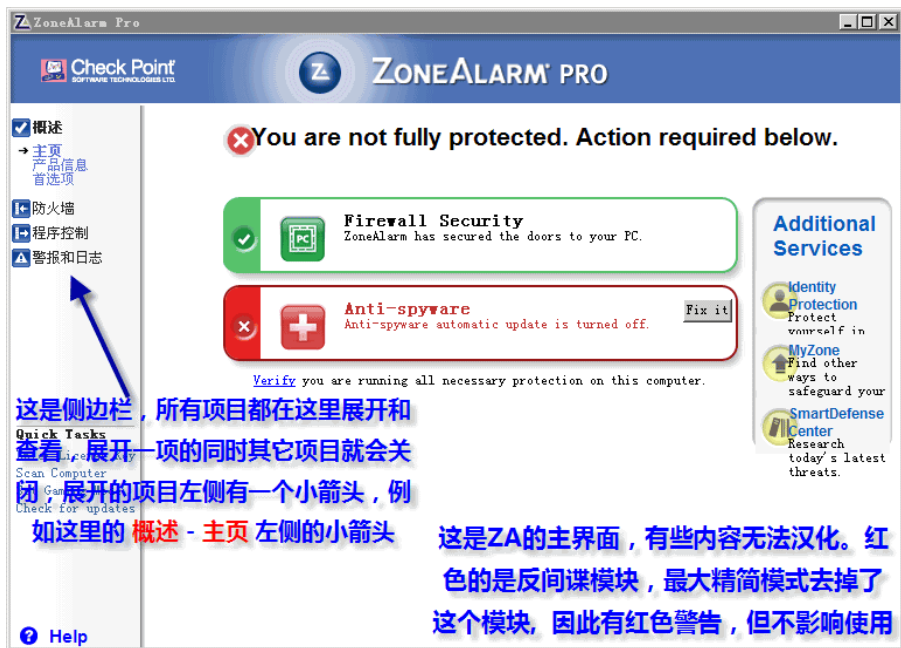 ZoneAlarm Pro
Check Point
SOFTWARE TECHNOLOGIES LTD.
ZONEALARM PRO
概述
主页
产品信息
首选项
防火墙
程序控制
警报和日志
You are not fully protected. Action required below.
Firewall Security
ZoneAlarm has secured the doors to your PC.
Anti-spyware
Anti-spyware automatic update is turned off.
Fix it
Verify you are running all necessary protection on this computer.
Additional
Services
Identity
Protection
Protect
yourself in
MyZone
Find other
ways to
safeguard your
SmartDefense
Center
Research
today's latest
threats.
这是侧边栏，所有项目都在这里展开和
Quick Tasks
查看，展开一项的同时其它项目就会关
Scan Computer
闭，展开的项目左侧有一个小箭头，例
Check for updates
如这里的 概述 - 主页 左侧的小箭头
这是ZA的主界面，有些内容无法汉化。红
色的是反间谍模块，最大精简模式去掉了
这个模块，因此有红色警告，但不影响使用
Help